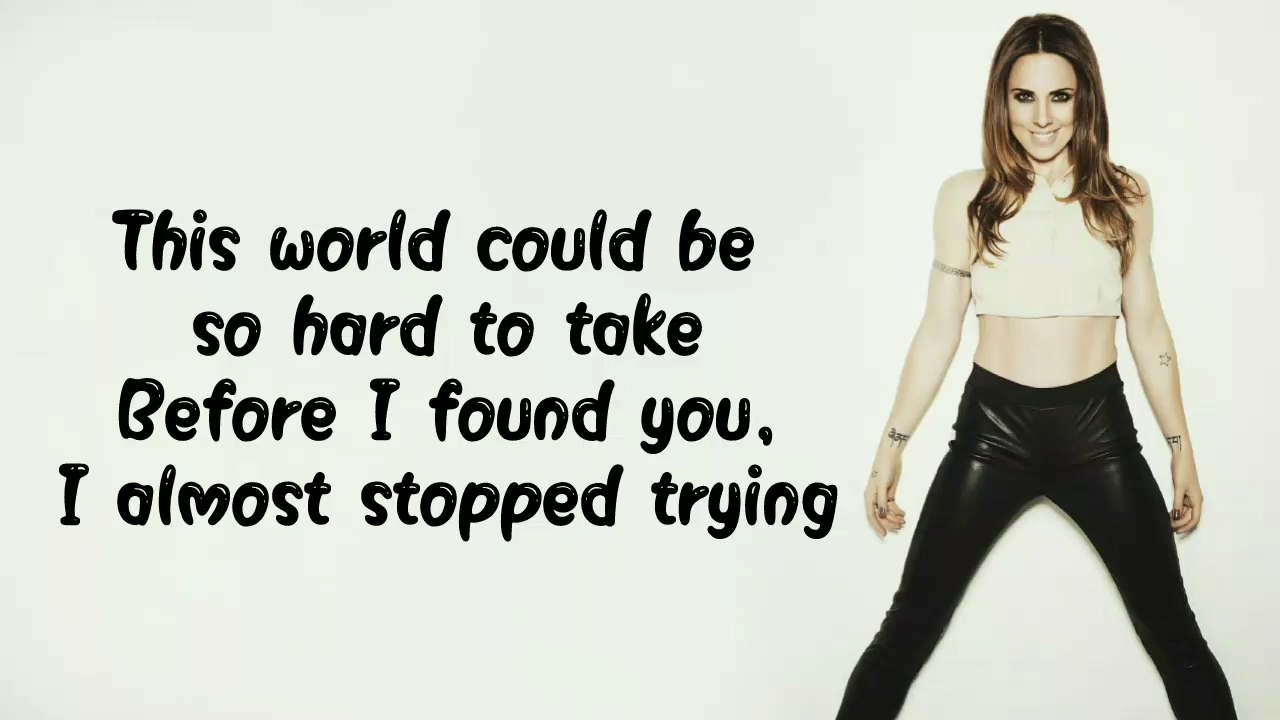 This world could be
so hard to take
Before I found you,
I almost stopped trying